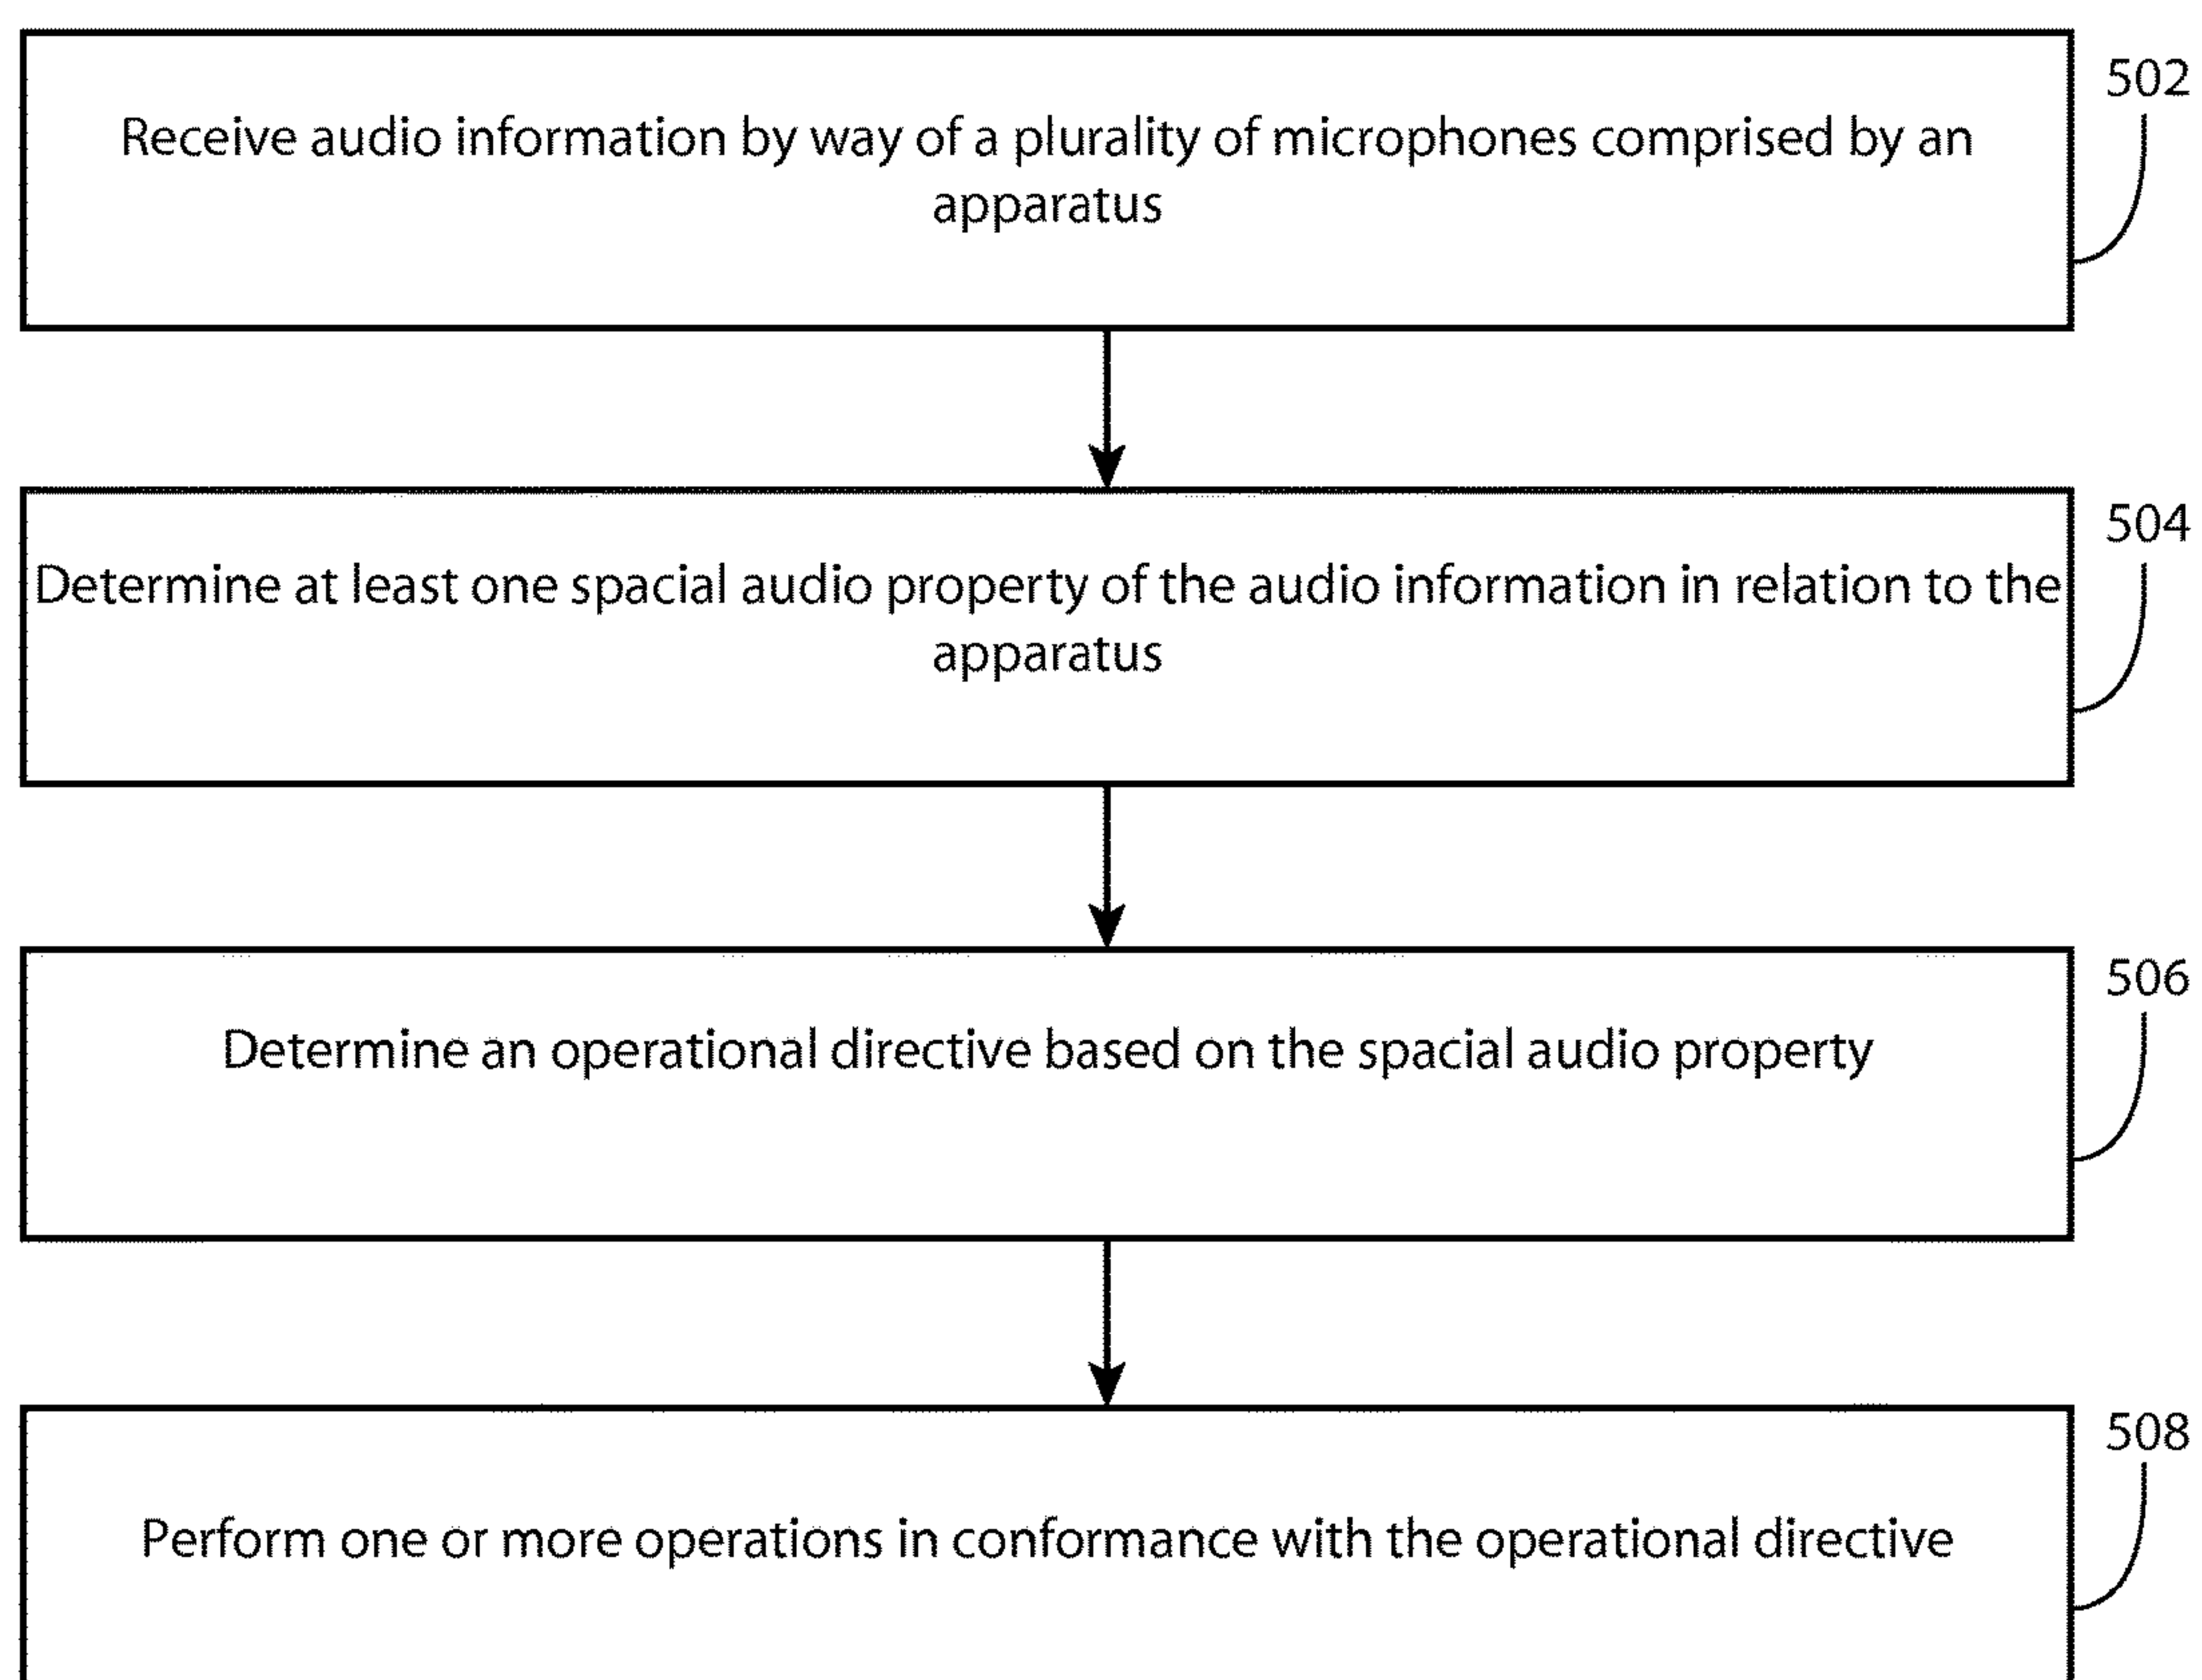 502
Receive audio information by way of a plurality of microphones comprised by an
apparatus
504
Determine at least one spacial audio property of the audio information in relation to the
apparatus
506
Determine an operational directive based on the spacial audio property
508
Perform one or more operations in conformance with the operational directive